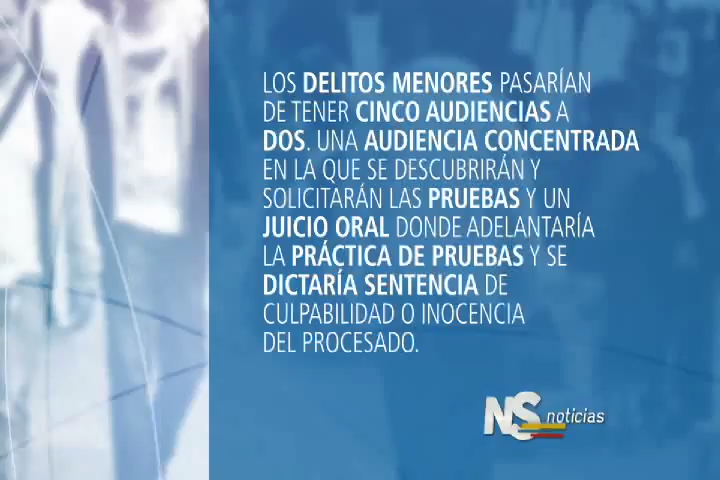 LOS DELITOS MENORES PASARÍAN
DE TENER CINCO AUDIENCIAS A
DOS. UNA AUDIENCIA CONCENTRADA
EN LA QUE SE DESCUBRIRÁN Y
SOLICITARÁN LAS PRUEBAS Y UN
JUICIO ORAL DONDE ADELANTARÍA
LA PRÁCTICA DE PRUEBAS Y SE
DICTARÍA SENTENCIA DE
CULPABILIDAD O INOCENCIA
DEL PROCESADO.
NS noticias